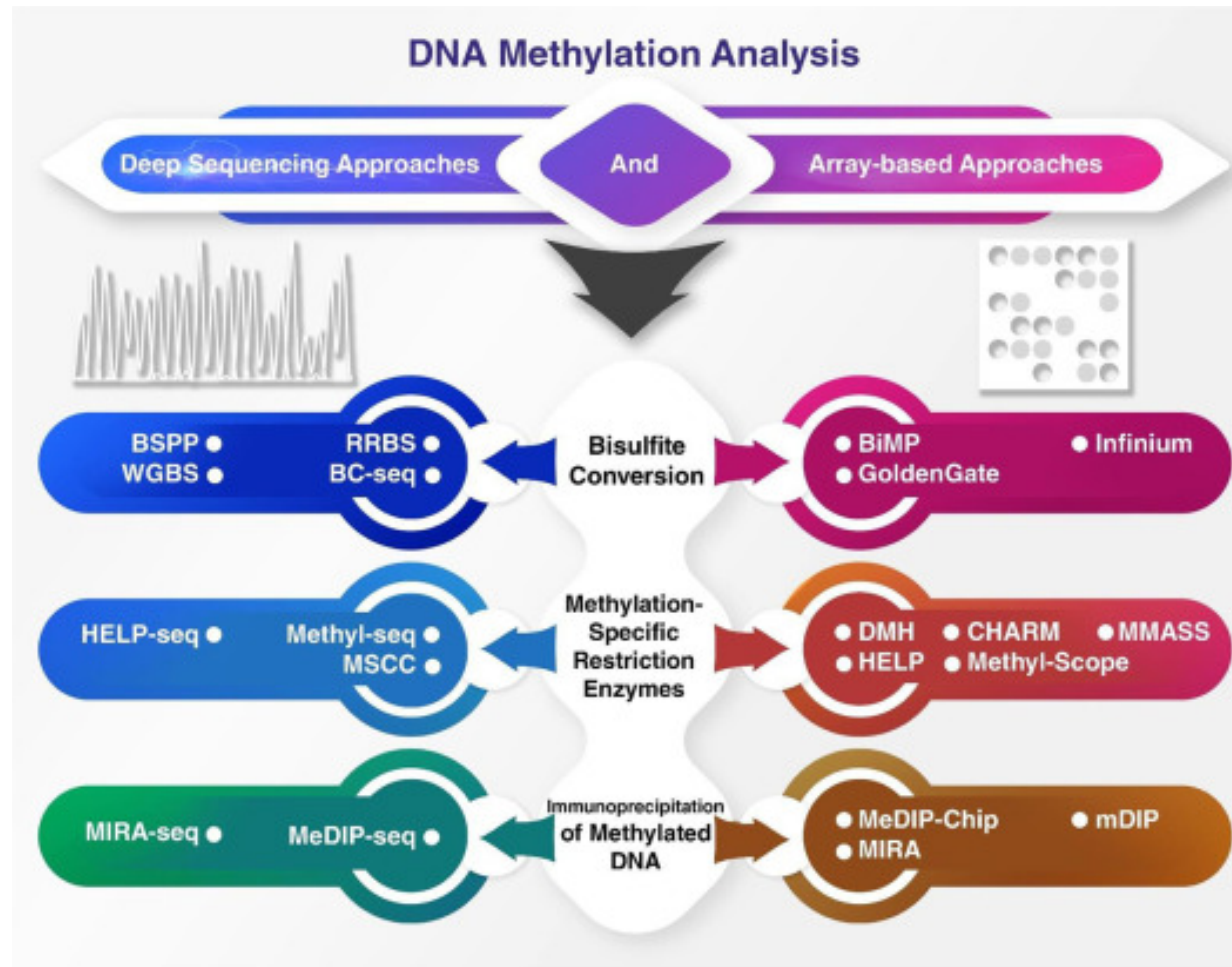 DNA Methylation Analysis
Deep Sequencing Approaches And Array-based Approaches
BSPP RRBS
WGBS BC-seq
Bisulfite
Conversion
BiMP Infinium
GoldenGate
HELP-seq Methyl-seq
MSCC
Methylation-
Specific
Restriction
Enzymes
DMH CHARM MMASS
HELP Methyl-Scope
MIRA-seq MeDIP-seq
Immunoprecipitation
of Methylated
DNA
MeDIP-Chip mDIP
MIRA